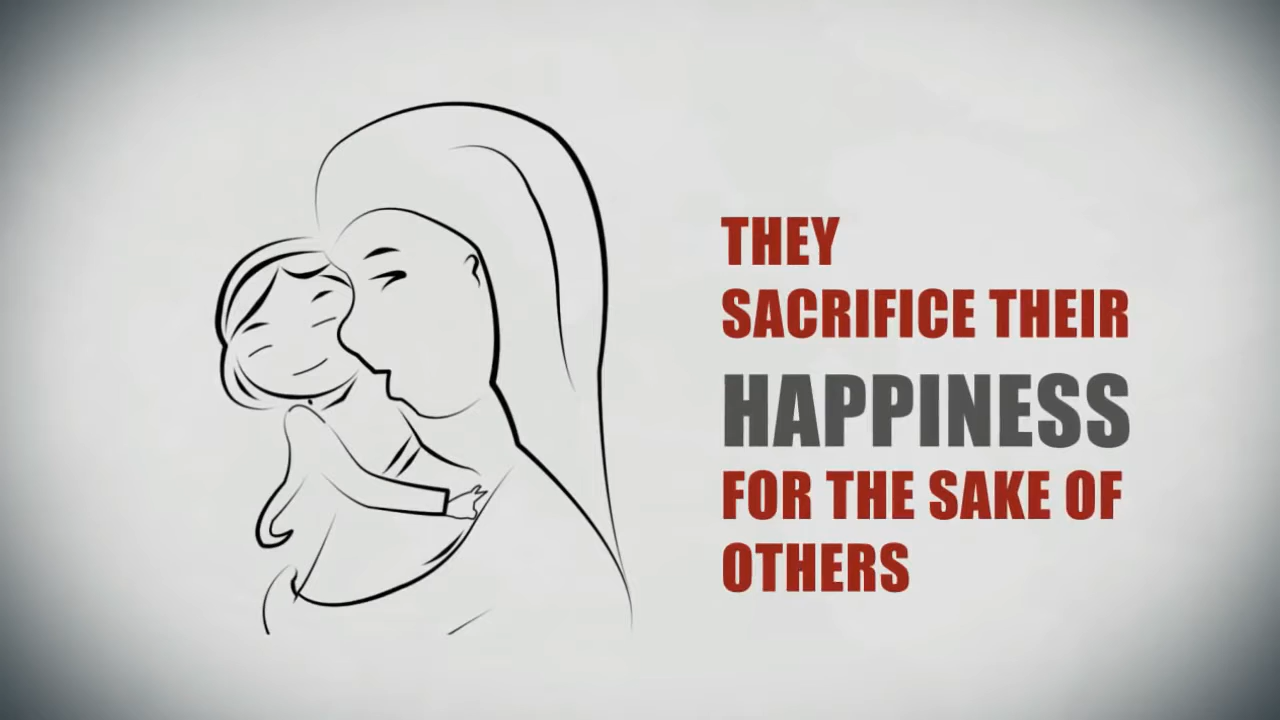 THEY
SACRIFICE THEIR
HAPPINESS
FOR THE SAKE OF
OTHERS